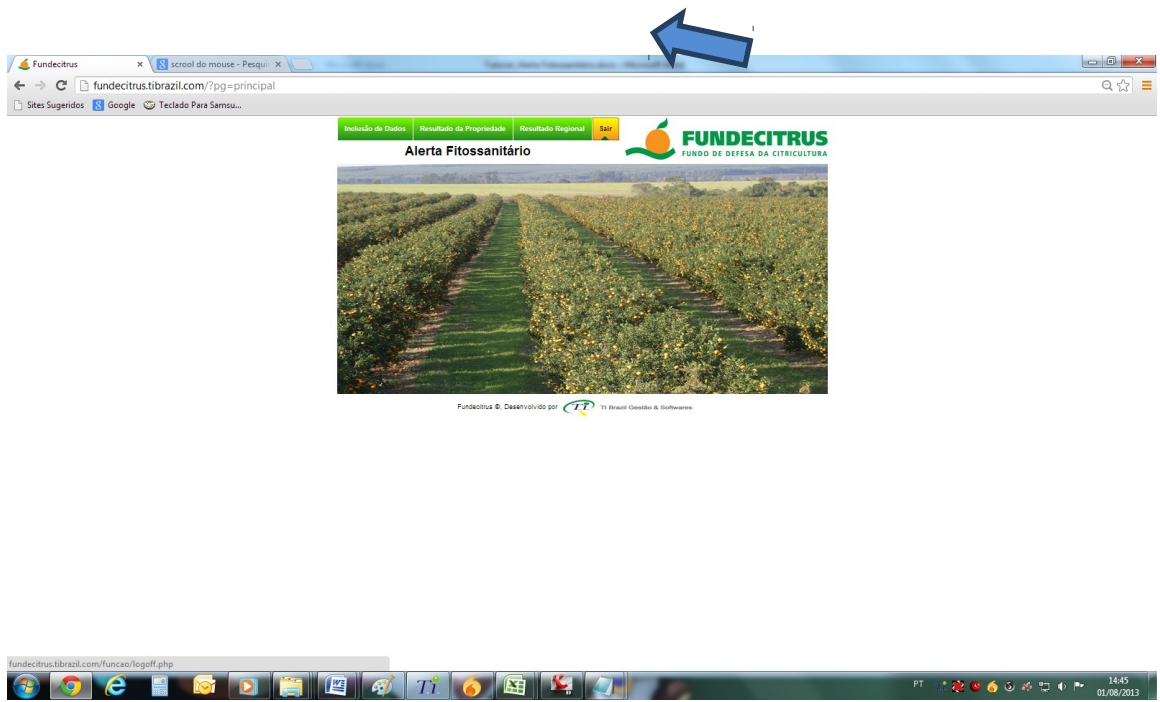 Fundecitrus
scrool do mouse - Pesqui
fundecitrus.tibrazil.com/?pg=principal
Sites Sugeridos Google Teclado Para Samsu...
Inclusão de Dados Resultado da Propriedade Resultado Regional Sair
Alerta Fitossanitário
FUNDECITRUS
FUNDO DE DEFESA DA CITRICULTURA
Fundecitrus ©, Desenvolvido por Ti TI Brazil Gestão & Softwares
fundecitrus.tibrazil.com/funcao/logoff.php
Ti
PT
14:45
01/08/2013